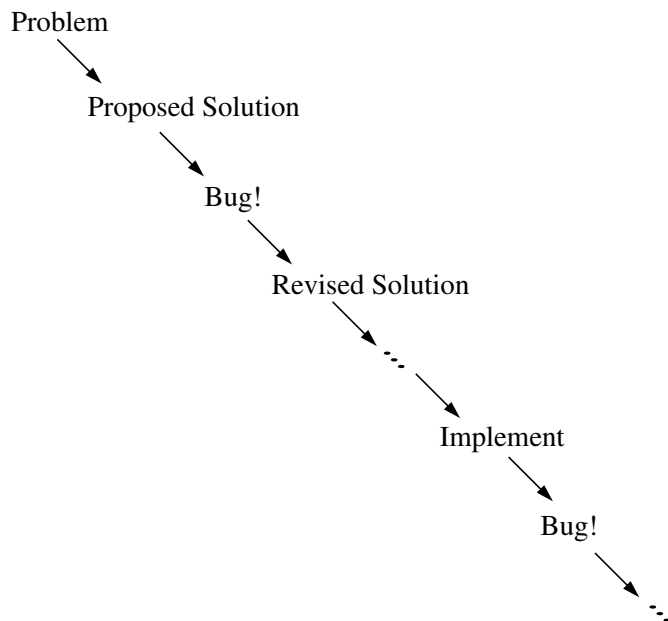 Problem
Proposed Solution
Bug!
Revised Solution
Implement
Bug!